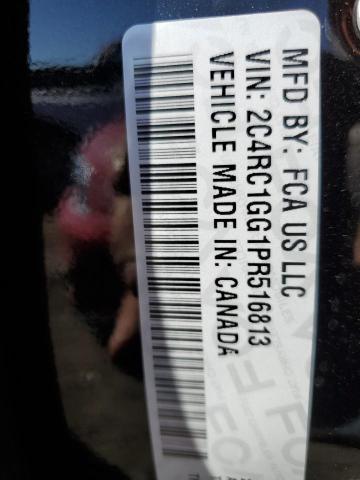 MFD BY: FCA US LLC
VIN: 2C4RC1GG1PR516813
VEHICLE MADE IN: CANADA